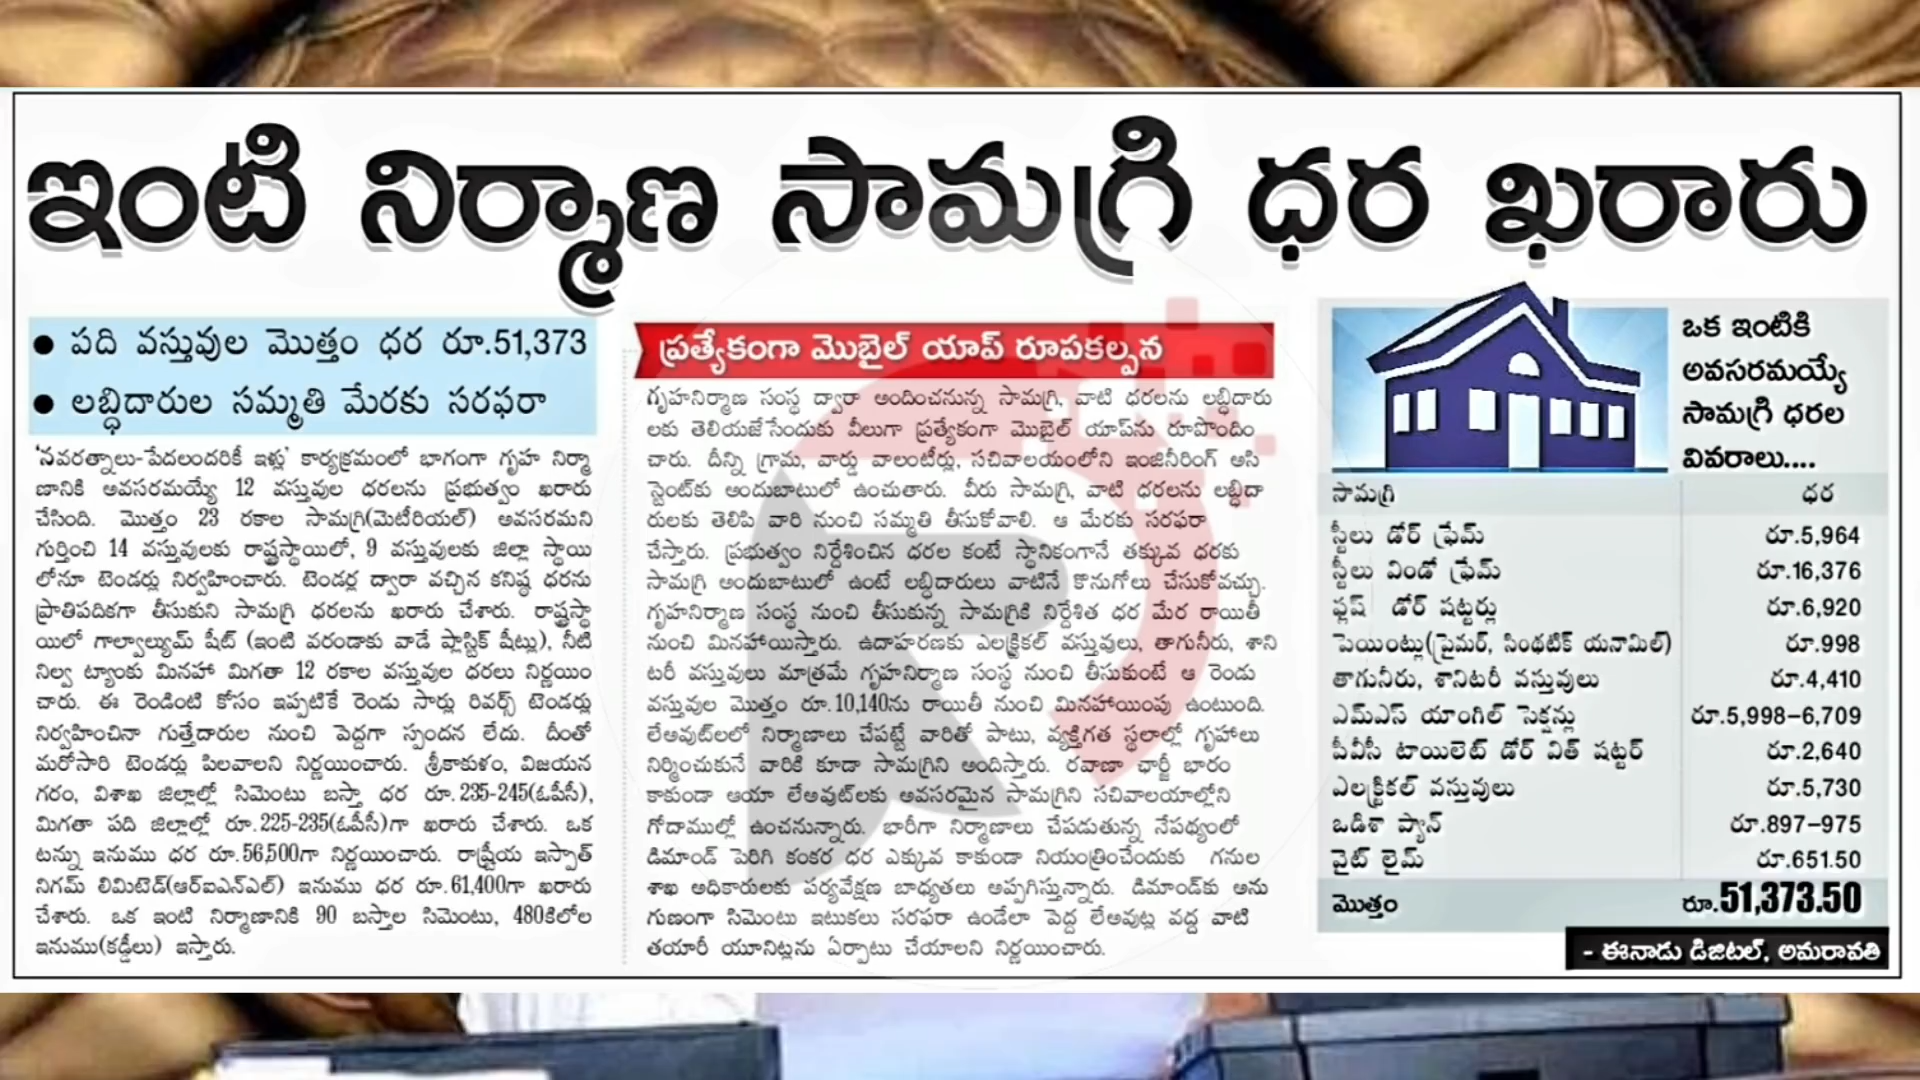 ఇంటి నిర్మాణ సామగ్రి ధర ఖరారు
● పది వస్తువుల మొత్తం ధర రూ.51,373
● లబ్ధిదారుల సమ్మతి మేరకు సరఫరా
'నవరత్నాలు-పేదలందరికీ ఇళ్లు' కార్యక్రమంలో భాగంగా గృహ నిర్మా
ణానికి అవసరమయ్యే 12 వస్తువుల ధరలను ప్రభుత్వం ఖరారు
చేసింది. మొత్తం 23 రకాల సామగ్రి(మెటీరియల్) అవసరమని
గుర్తించి 14 వస్తువులకు రాష్ట్రస్థాయిలో, 9 వస్తువులకు జిల్లా స్థాయి
లోనూ టెండర్లు నిర్వహించారు. టెండర్ల ద్వారా వచ్చిన కనిష్ఠ ధరను
ప్రాతిపదికగా తీసుకుని సామగ్రి ధరలను ఖరారు చేశారు. రాష్ట్రస్థా
యిలో గాల్వాల్యుమ్ షీట్ (ఇంటి వరండాకు వాడే ప్లాస్టిక్ షీట్లు), నీటి
నిల్వ ట్యాంకు మినహా మిగతా 12 రకాల వస్తువుల ధరలు నిర్ణయిం
చారు. ఈ రెండింటి కోసం ఇప్పటికే రెండు సార్లు రివర్స్ టెండర్లు
నిర్వహించినా గుత్తేదారుల నుంచి పెద్దగా స్పందన లేదు. దీంతో
మరోసారి టెండర్లు పిలవాలని నిర్ణయించారు. శ్రీకాకుళం, విజయన
గరం, విశాఖ జిల్లాల్లో సిమెంటు బస్తా ధర రూ.235-245(ఓపీసీ),
మిగతా పది జిల్లాల్లో రూ.225-235(ఓపీసీ)గా ఖరారు చేశారు. ఒక
టన్ను ఇనుము ధర రూ.56,500గా నిర్ణయించారు. రాష్ట్రీయ ఇస్పాత్
నిగమ్ లిమిటెడ్(ఆర్ఐఎన్ఎల్) ఇనుము ధర రూ.61,400గా ఖరారు
చేశారు. ఒక ఇంటి నిర్మాణానికి 90 బస్తాల సిమెంటు, 480కిలోల
ఇనుము(కడ్డీలు) ఇస్తారు.
ప్రత్యేకంగా మొబైల్ యాప్ రూపకల్పన
గృహనిర్మాణ సంస్థ ద్వారా అందించనున్న సామగ్రి, వాటి ధరలను లబ్ధిదారు
లకు తెలియజేసేందుకు వీలుగా ప్రత్యేకంగా మొబైల్ యాప్‌ను రూపొందిం
చారు. దీన్ని గ్రామ, వార్డు వాలంటీర్లు, సచివాలయంలోని ఇంజినీరింగ్ అసి
స్టెంట్‌కు అందుబాటులో ఉంచుతారు. వీరు సామగ్రి, వాటి ధరలను లబ్ధిదా
రులకు తెలిపి వారి నుంచి సమ్మతి తీసుకోవాలి. ఆ మేరకు సరఫరా
చేస్తారు. ప్రభుత్వం నిర్దేశించిన ధరల కంటే స్థానికంగానే తక్కువ ధరకు
సామగ్రి అందుబాటులో ఉంటే లబ్ధిదారులు వాటినే కొనుగోలు చేసుకోవచ్చు.
గృహనిర్మాణ సంస్థ నుంచి తీసుకున్న సామగ్రికి నిర్దేశిత ధర మేర రాయితీ
నుంచి మినహాయిస్తారు. ఉదాహరణకు ఎలక్ట్రికల్ వస్తువులు, తాగునీరు, శాని
టరీ వస్తువులు మాత్రమే గృహనిర్మాణ సంస్థ నుంచి తీసుకుంటే ఆ రెండు
వస్తువుల మొత్తం రూ.10,140ను రాయితీ నుంచి మినహాయింపు ఉంటుంది.
లేఅవుట్‌లలో నిర్మాణాలు చేపట్టే వారితో పాటు, వ్యక్తిగత స్థలాల్లో గృహాలు
నిర్మించుకునే వారికి కూడా సామగ్రిని అందిస్తారు. రవాణా ఛార్జీ భారం
కాకుండా ఆయా లేఅవుట్‌లకు అవసరమైన సామగ్రిని సచివాలయాల్లోని
గోదాముల్లో ఉంచనున్నారు. భారీగా నిర్మాణాలు చేపడుతున్న నేపథ్యంలో
డిమాండ్ పెరిగి కంకర ధర ఎక్కువ కాకుండా నియంత్రించేందుకు గనుల
శాఖ అధికారులకు పర్యవేక్షణ బాధ్యతలు అప్పగిస్తున్నారు. డిమాండ్‌కు అను
గుణంగా సిమెంటు ఇటుకలు సరఫరా ఉండేలా పెద్ద లేఅవుట్ల వద్ద వాటి
తయారీ యూనిట్లను ఏర్పాటు చేయాలని నిర్ణయించారు.
ఒక ఇంటికి
అవసరమయ్యే
సామగ్రి ధరల
వివరాలు....
సామగ్రి ధర
స్టీలు డోర్ ఫ్రేమ్ రూ.5,964
స్టీలు విండో ఫ్రేమ్ రూ.16,376
ఫ్లష్ డోర్ షట్టర్లు రూ.6,920
పెయింట్లు(ప్రైమర్, సింథటిక్ యనామిల్) రూ.998
తాగునీరు, శానిటరీ వస్తువులు రూ.4,410
ఎమ్ఎస్ యాంగిల్ సెక్షన్లు రూ.5,998-6,709
పీవీసీ టాయిలెట్ డోర్ విత్ షట్టర్ రూ.2,640
ఎలక్ట్రికల్ వస్తువులు రూ.5,730
ఒడిశా ప్యాన్ రూ.897-975
వైట్ లైమ్ రూ.651.50
మొత్తం రూ.51,373.50
- ఈనాడు డిజిటల్, అమరావతి